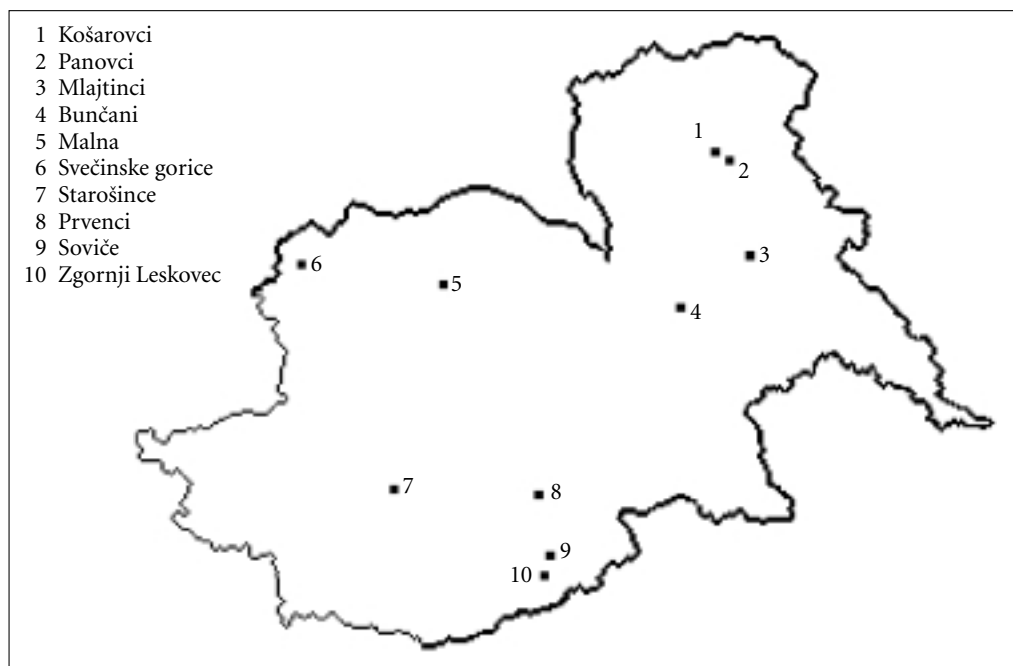 1 Košarovci
2 Panovci
3 Mlajtinci
4 Bunčani
5 Malna
6 Svečinske gorice
7 Starošince
8 Prvenci
9 Soviče
10 Zgornji Leskovec
1
2
3
6
5
4
7
8
9
10